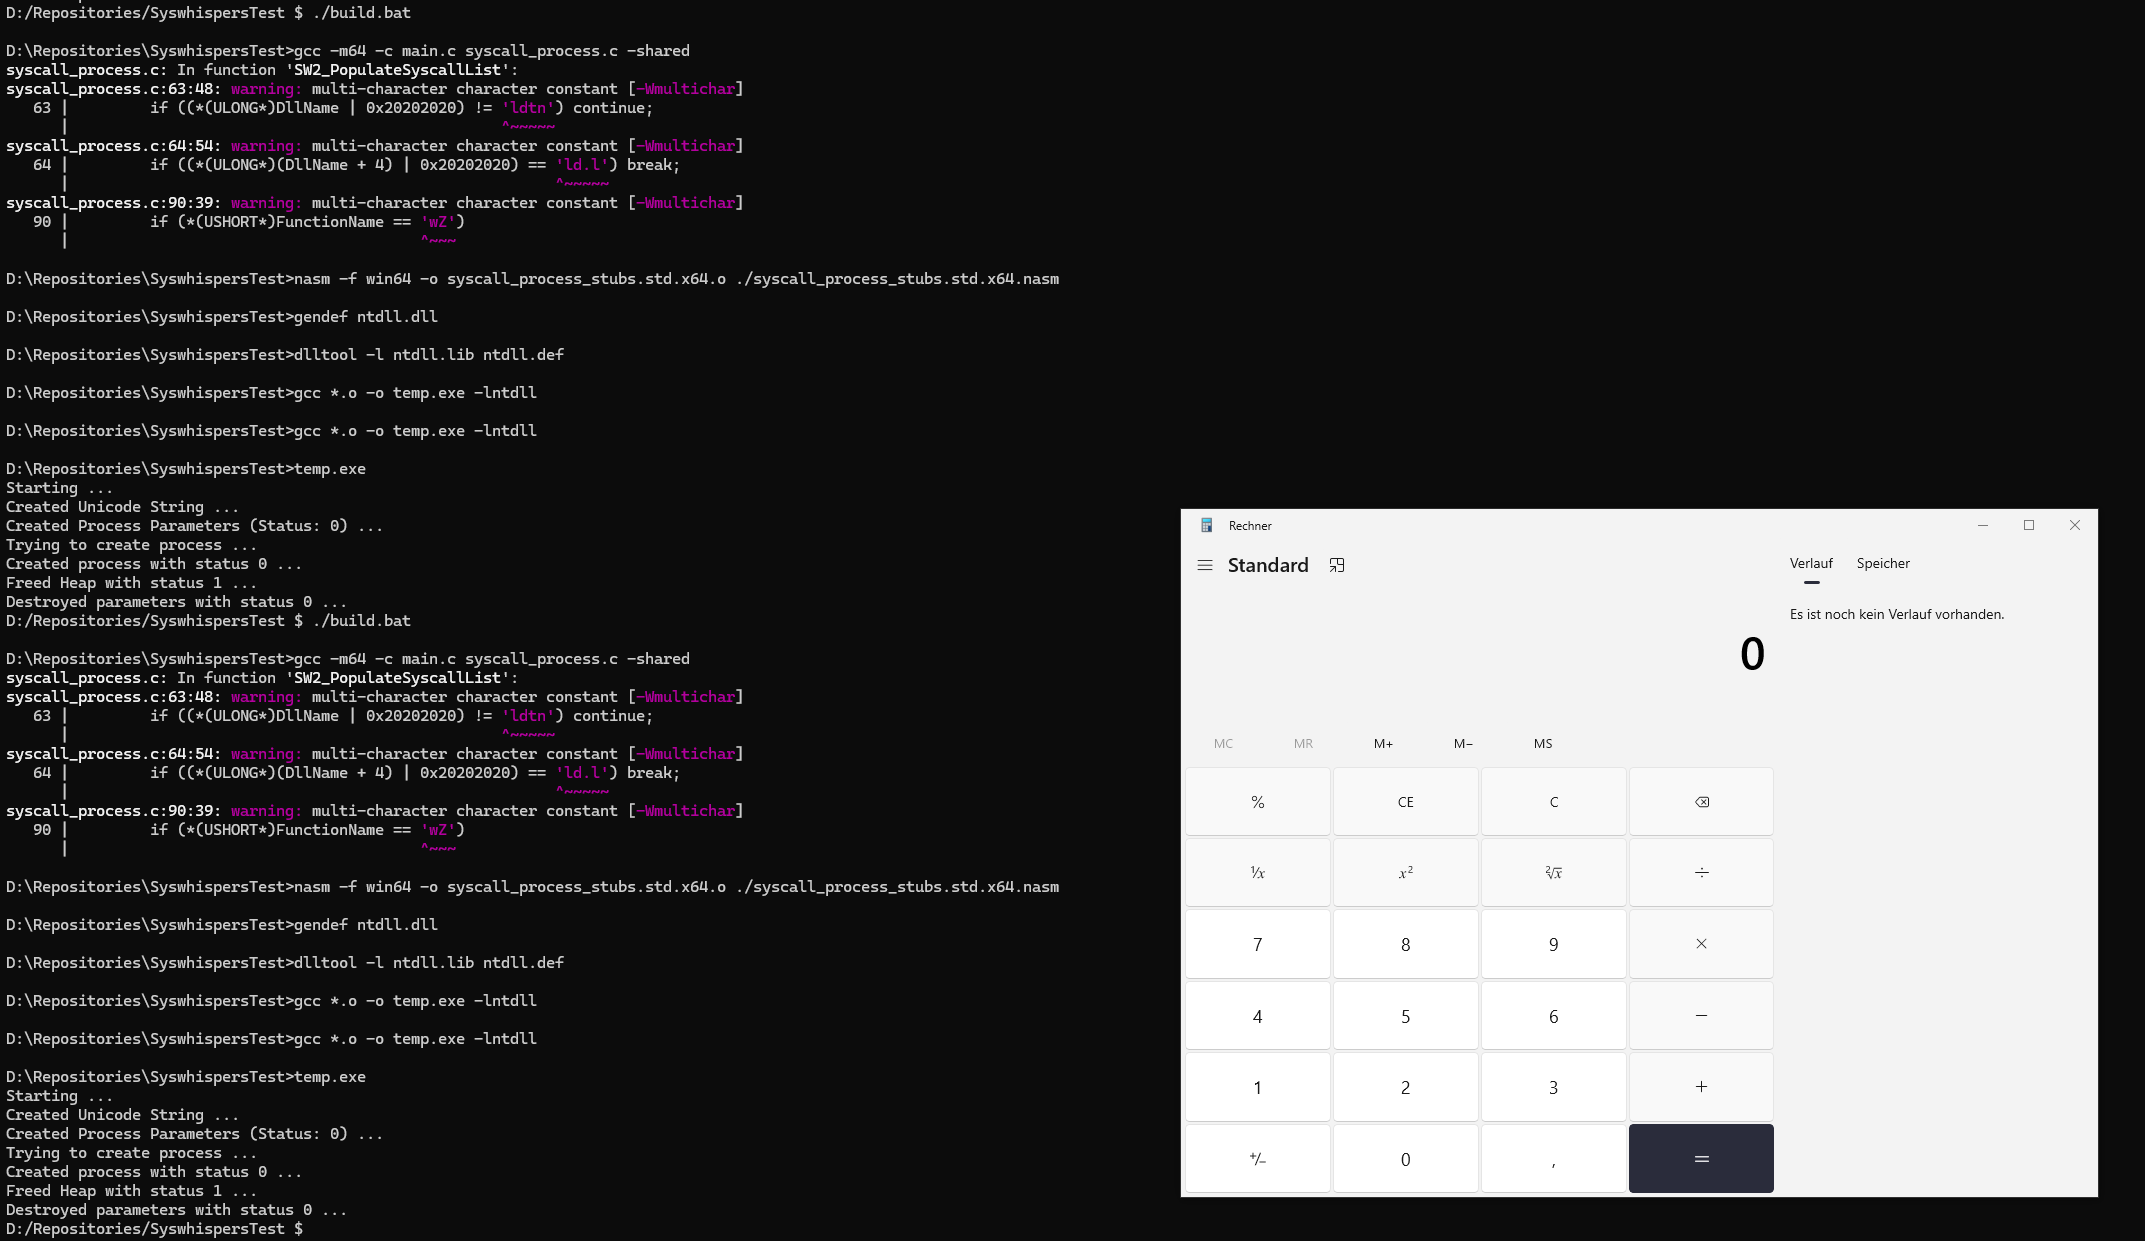 D:/Repositories/SyswhispersTest $ ./build.bat
D:\Repositories\SyswhispersTest>gcc -m64 -c main.c syscall_process.c -shared
syscall_process.c: In function 'SW2_PopulateSyscallList':
syscall_process.c:63:48: warning: multi-character character constant [-Wmultichar]
   63 |         if ((*(ULONG*)DllName | 0x20202020) != 'ldtn') continue;
      |                                                ^~~~~~
syscall_process.c:64:54: warning: multi-character character constant [-Wmultichar]
   64 |         if ((*(ULONG*)(DllName + 4) | 0x20202020) == 'ld.l') break;
      |                                                      ^~~~~~
syscall_process.c:90:39: warning: multi-character character constant [-Wmultichar]
   90 |         if (*(USHORT*)FunctionName == 'wZ')
      |                                       ^~~~
D:\Repositories\SyswhispersTest>nasm -f win64 -o syscall_process_stubs.std.x64.o ./syscall_process_stubs.std.x64.nasm
D:\Repositories\SyswhispersTest>gendef ntdll.dll
D:\Repositories\SyswhispersTest>dlltool -l ntdll.lib ntdll.def
D:\Repositories\SyswhispersTest>gcc *.o -o temp.exe -lntdll
D:\Repositories\SyswhispersTest>gcc *.o -o temp.exe -lntdll
D:\Repositories\SyswhispersTest>temp.exe
Starting ...
Created Unicode String ...
Created Process Parameters (Status: 0) ...
Trying to create process ...
Created process with status 0 ...
Freed Heap with status 1 ...
Destroyed parameters with status 0 ...
D:/Repositories/SyswhispersTest $ ./build.bat
D:\Repositories\SyswhispersTest>gcc -m64 -c main.c syscall_process.c -shared
syscall_process.c: In function 'SW2_PopulateSyscallList':
syscall_process.c:63:48: warning: multi-character character constant [-Wmultichar]
   63 |         if ((*(ULONG*)DllName | 0x20202020) != 'ldtn') continue;
      |                                                ^~~~~~
syscall_process.c:64:54: warning: multi-character character constant [-Wmultichar]
   64 |         if ((*(ULONG*)(DllName + 4) | 0x20202020) == 'ld.l') break;
      |                                                      ^~~~~~
syscall_process.c:90:39: warning: multi-character character constant [-Wmultichar]
   90 |         if (*(USHORT*)FunctionName == 'wZ')
      |                                       ^~~~
D:\Repositories\SyswhispersTest>nasm -f win64 -o syscall_process_stubs.std.x64.o ./syscall_process_stubs.std.x64.nasm
D:\Repositories\SyswhispersTest>gendef ntdll.dll
D:\Repositories\SyswhispersTest>dlltool -l ntdll.lib ntdll.def
D:\Repositories\SyswhispersTest>gcc *.o -o temp.exe -lntdll
D:\Repositories\SyswhispersTest>gcc *.o -o temp.exe -lntdll
D:\Repositories\SyswhispersTest>temp.exe
Starting ...
Created Unicode String ...
Created Process Parameters (Status: 0) ...
Trying to create process ...
Created process with status 0 ...
Freed Heap with status 1 ...
Destroyed parameters with status 0 ...
D:/Repositories/SyswhispersTest $
Rechner
Standard
Verlauf Speicher
Es ist noch kein Verlauf vorhanden.
0
MC MR M+ M− MS
% CE C
⅟x x² ²√x ÷
7 8 9 ×
4 5 6 −
1 2 3 +
+/− 0 , =